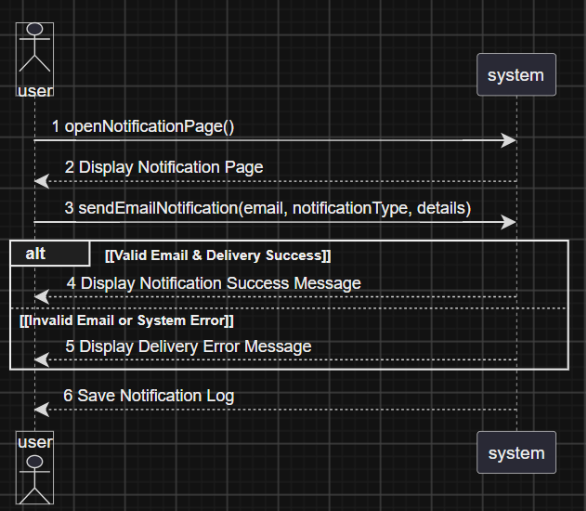 user
system
1 openNotificationPage()
2 Display Notification Page
3 sendEmailNotification(email, notificationType, details)
alt [[Valid Email & Delivery Success]]
4 Display Notification Success Message
[[Invalid Email or System Error]]
5 Display Delivery Error Message
6 Save Notification Log
user
system